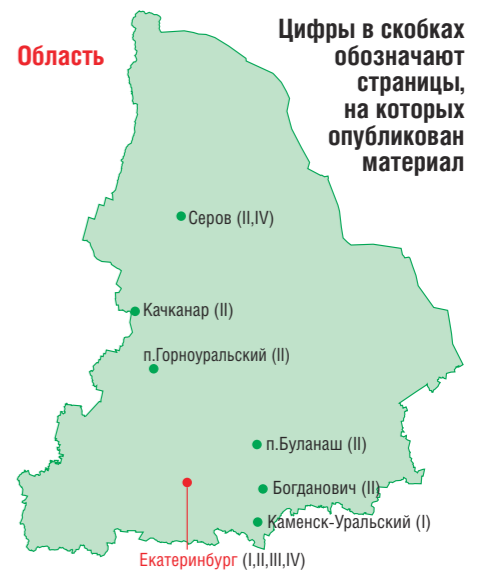 Область
Цифры в скобках
обозначают
страницы,
на которых
опубликован
материал
Серов (II,IV)
Качканар (II)
п.Горноуральский (II)
п.Буланаш (II)
Богданович (II)
Каменск-Уральский (I)
Екатеринбург (I,II,III,IV)